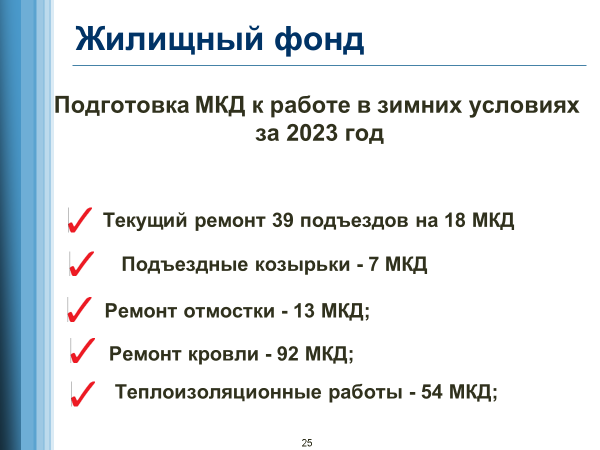 Жилищный фонд
Подготовка МКД к работе в зимних условиях
за 2023 год
Текущий ремонт 39 подъездов на 18 МКД
Подъездные козырьки - 7 МКД
Ремонт отмостки - 13 МКД;
Ремонт кровли - 92 МКД;
Теплоизоляционные работы - 54 МКД;
25